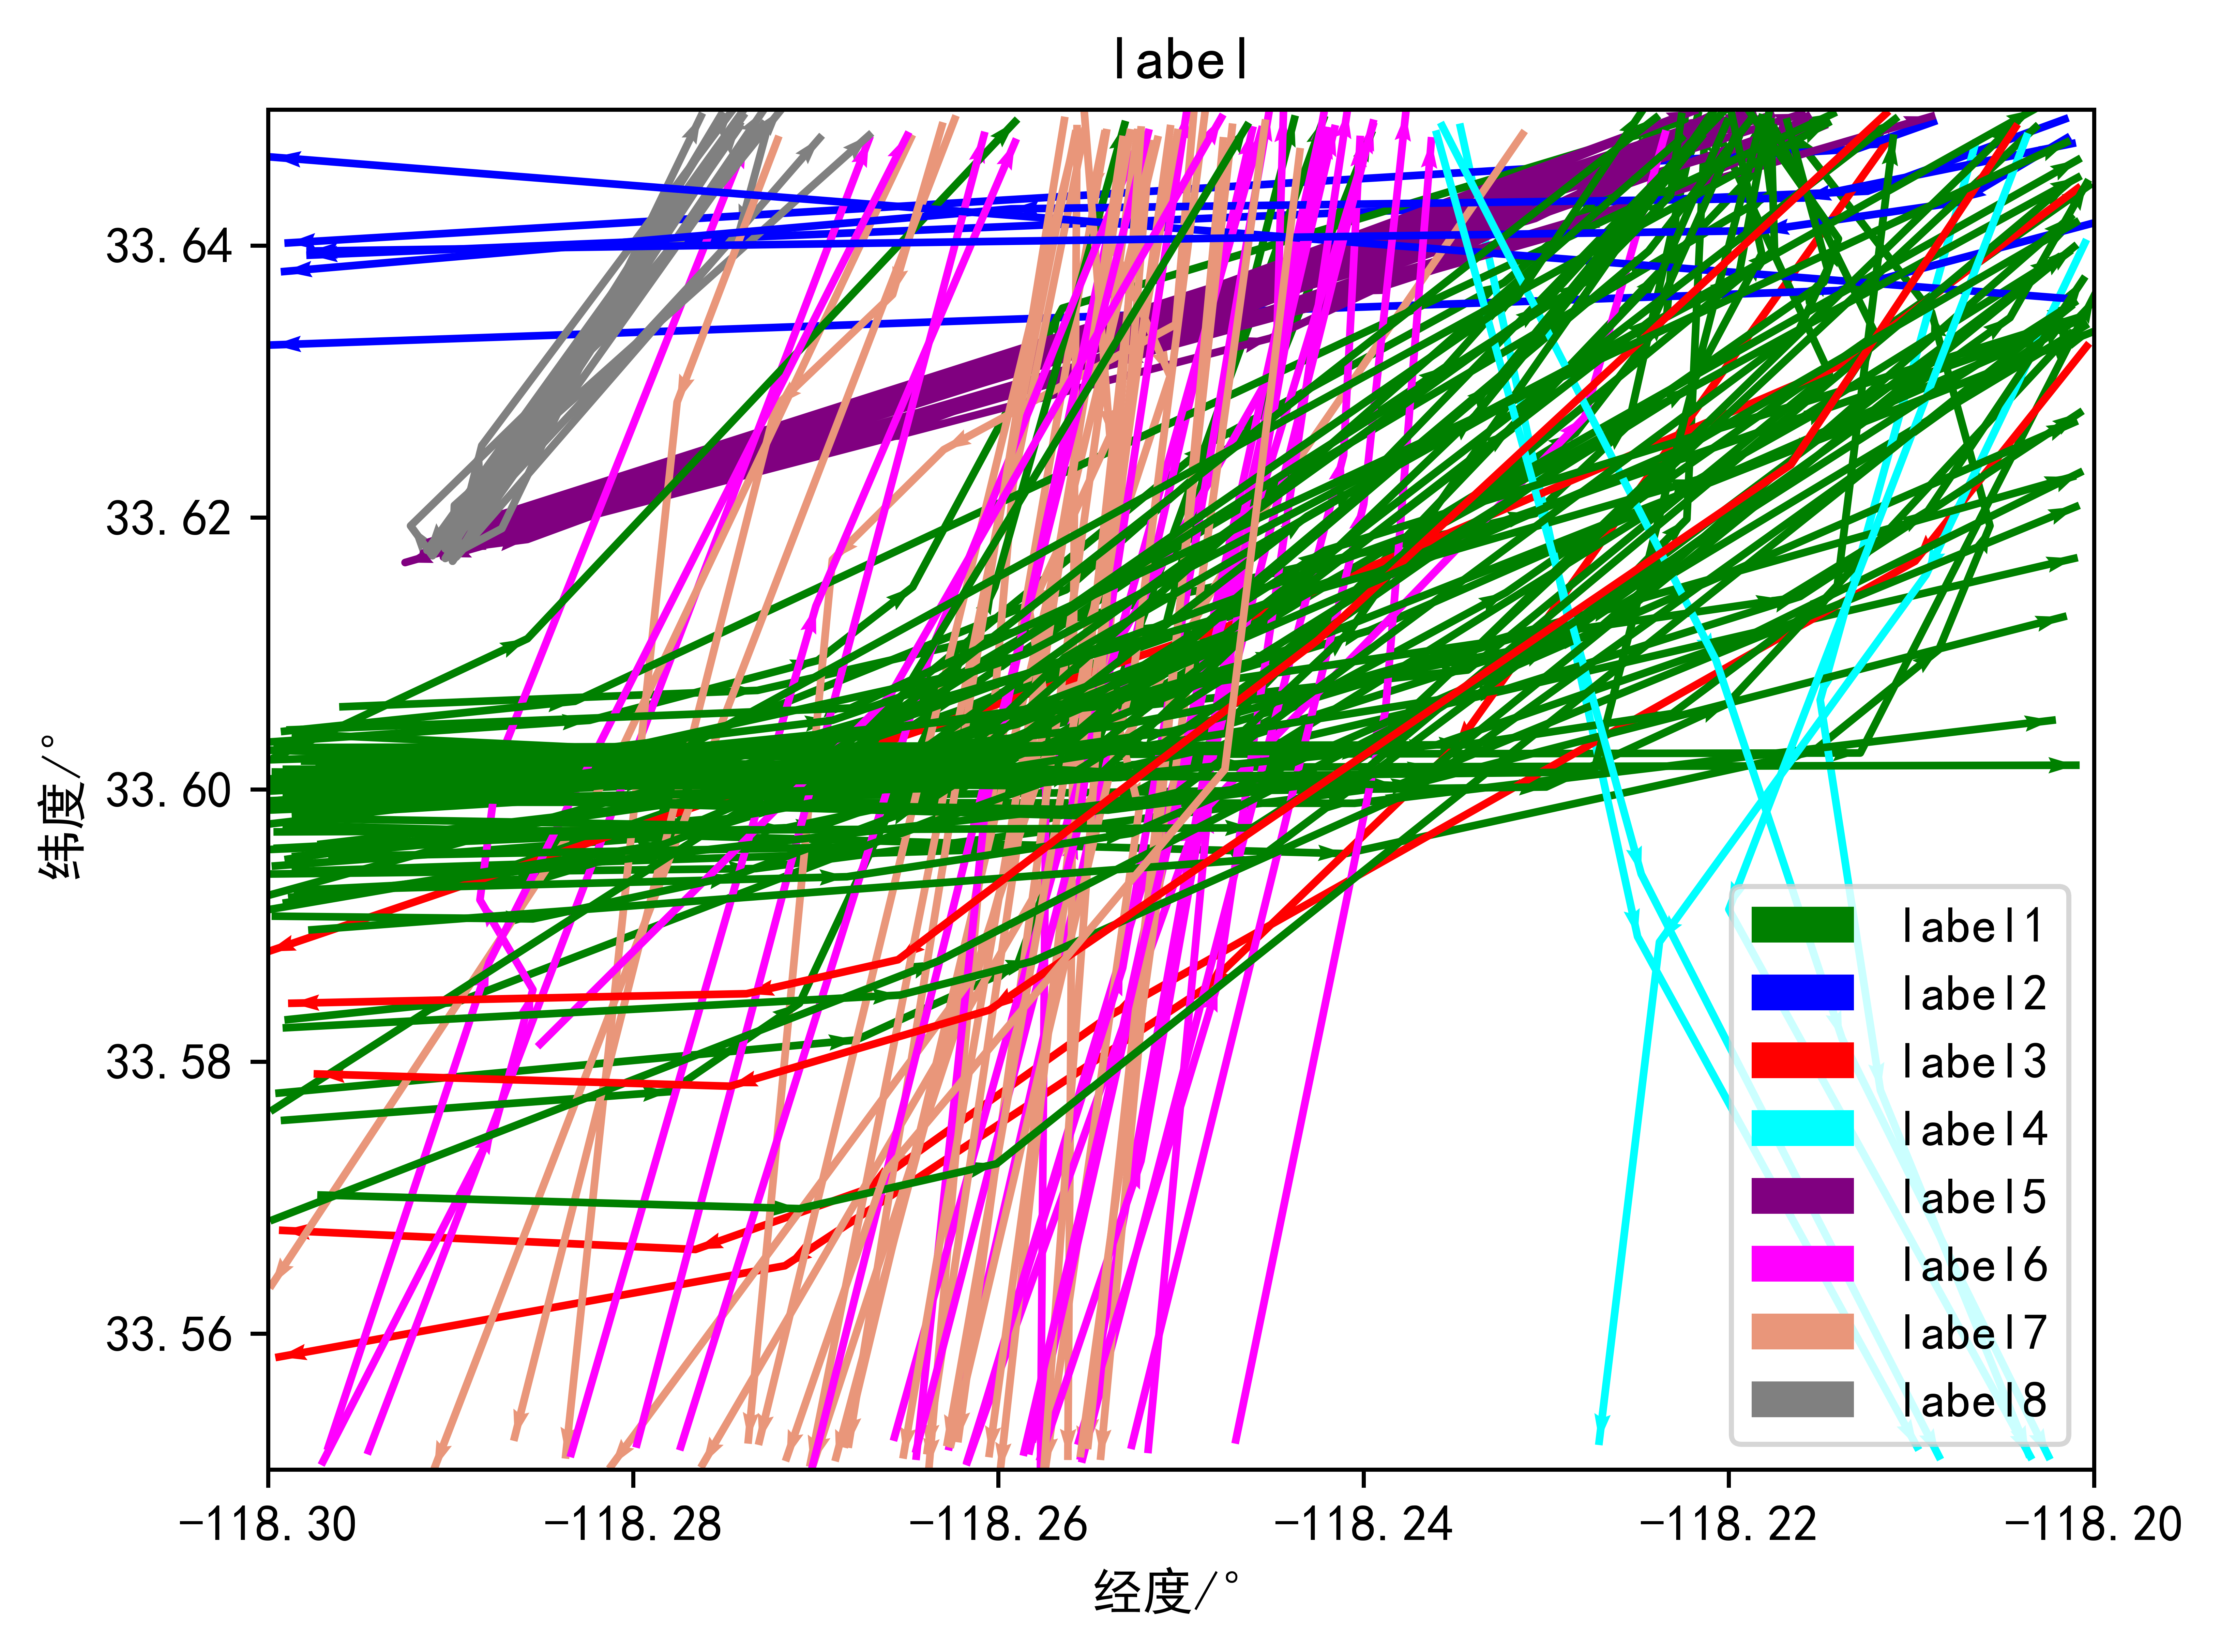 label
33.64
33.62
33.60
33.58
33.56
纬度/°
-118.30
-118.28
-118.26
-118.24
-118.22
-118.20
经度/°
label1
label2
label3
label4
label5
label6
label7
label8